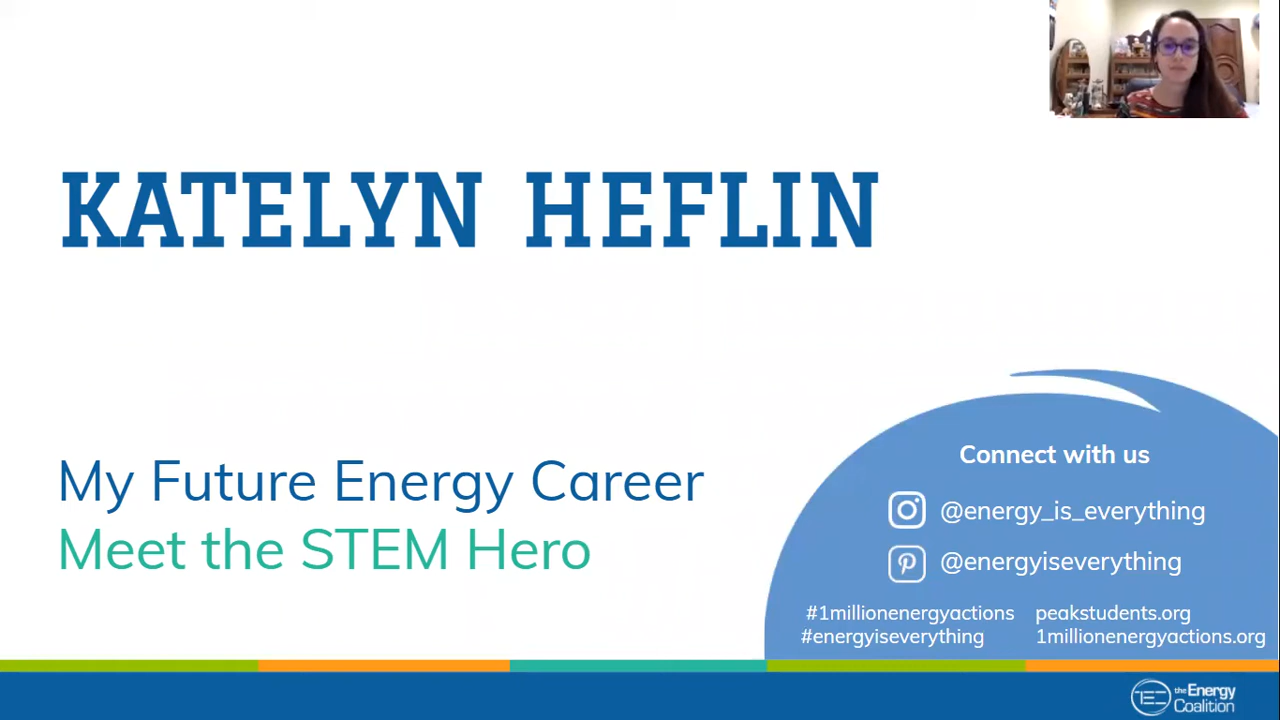 KATELYN HEFLIN
My Future Energy Career
Meet the STEM Hero
Connect with us
@energy_is_everything
@energyiseverything
#1millionenergyactions peakstudents.org
#energyiseverything 1millionenergyactions.org
TEC the Energy
Coalition